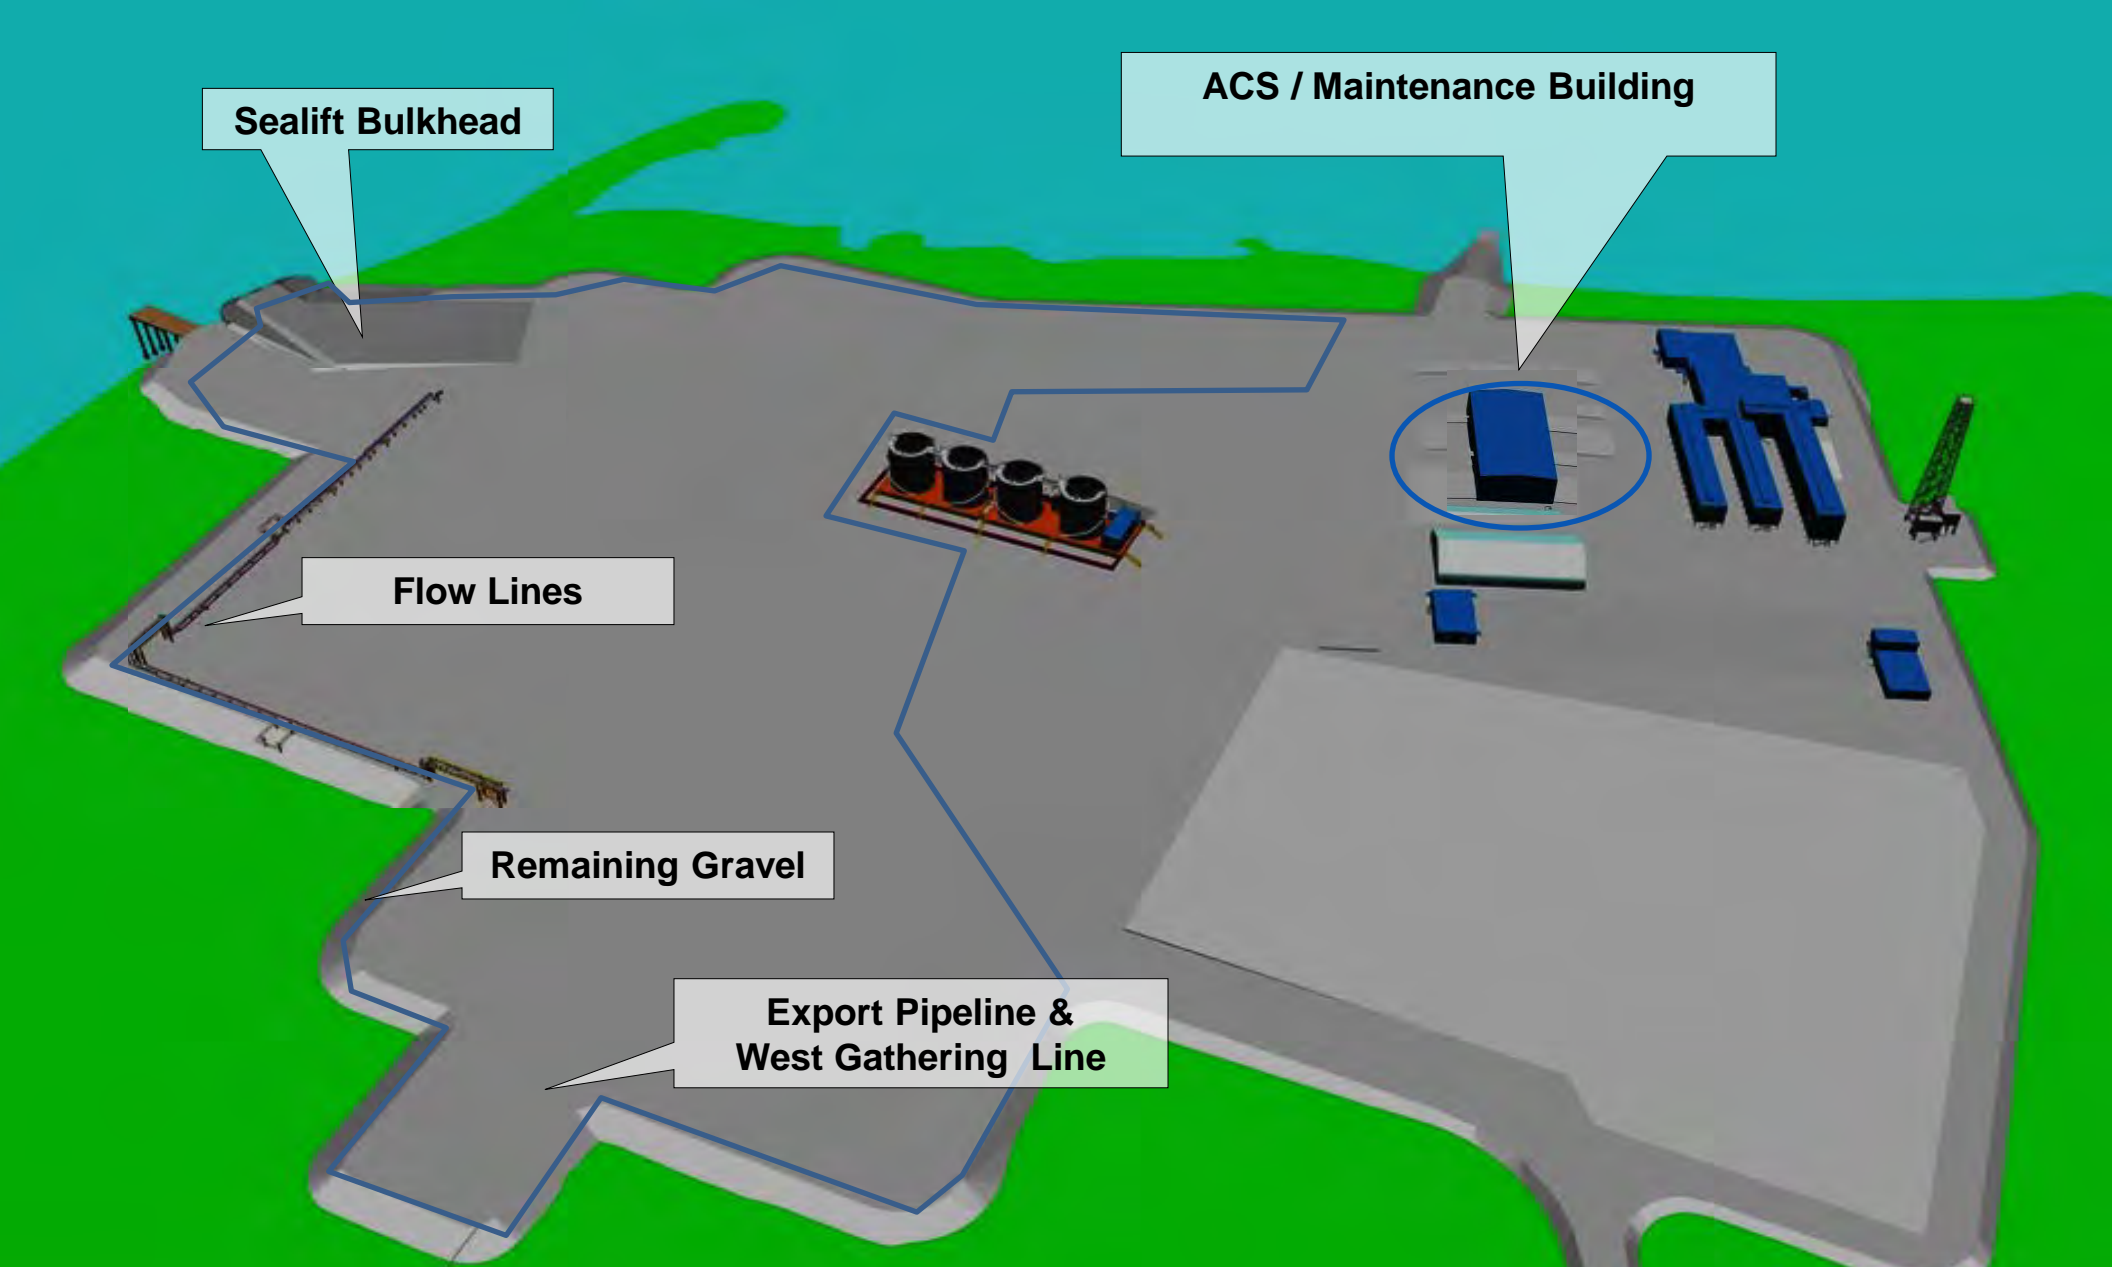 ACS / Maintenance Building
Sealift Bulkhead
Flow Lines
Remaining Gravel
Export Pipeline &
West Gathering Line